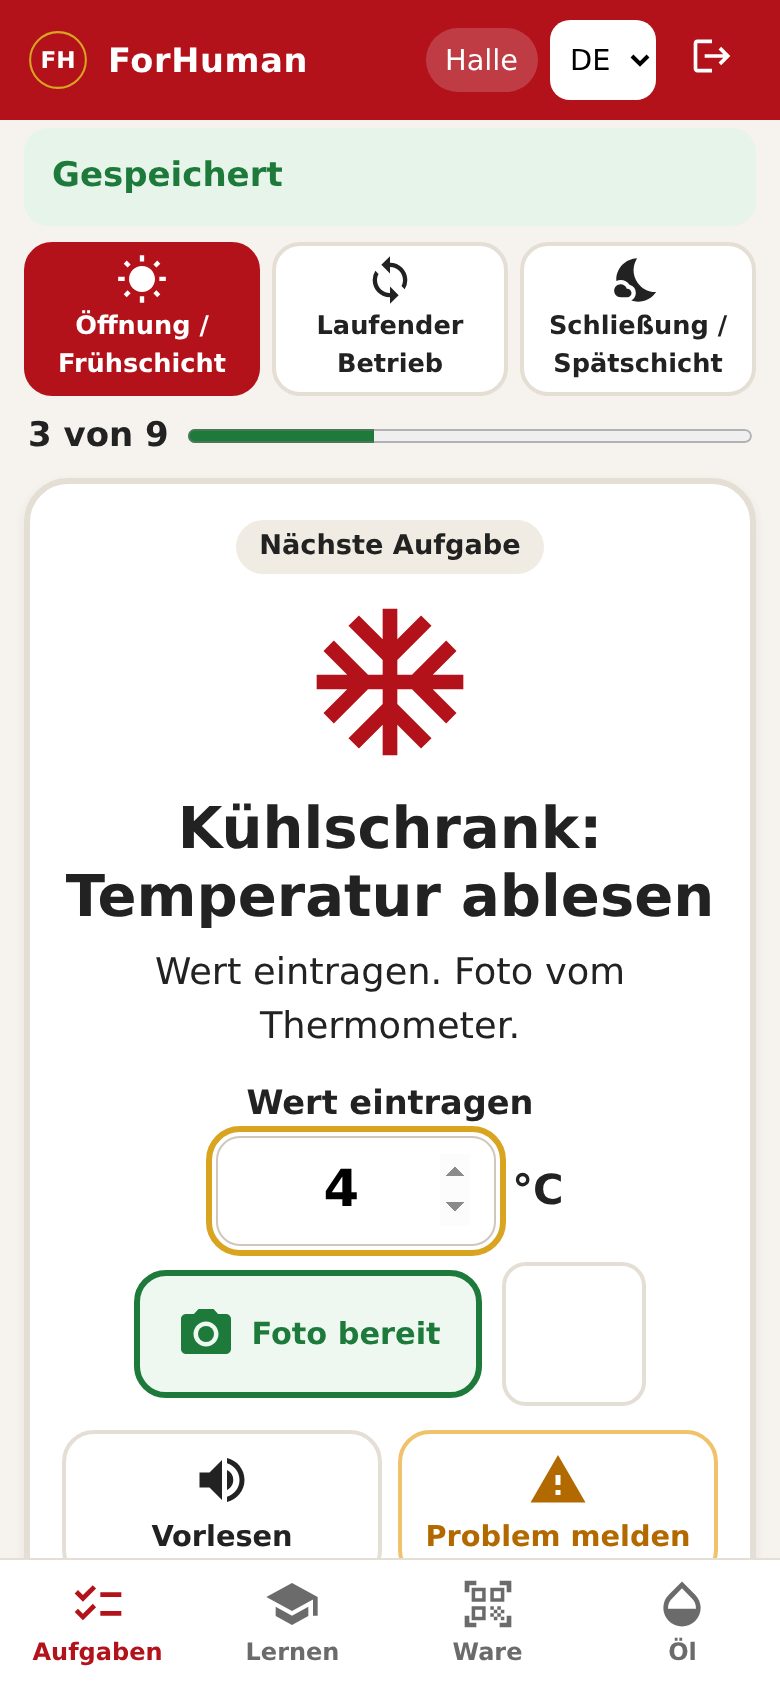 FH ForHuman Halle DE
Gespeichert
Öffnung /
Frühschicht
Laufender
Betrieb
Schließung /
Spätschicht
3 von 9
Nächste Aufgabe
Kühlschrank:
Temperatur ablesen
Wert eintragen. Foto vom
Thermometer.
Wert eintragen
4 °C
Foto bereit
Vorlesen
Problem melden
Aufgaben
Lernen
Ware
Öl